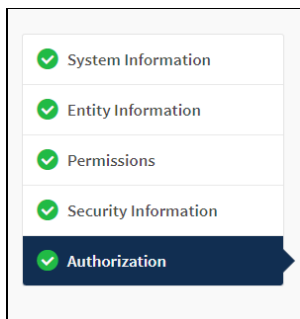 System Information
Entity Information
Permissions
Security Information
Authorization